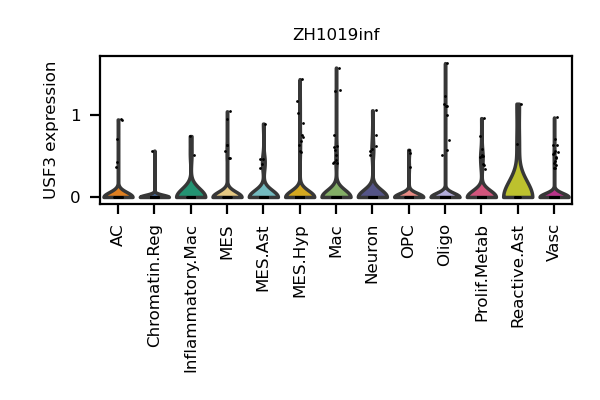 ZH1019inf
USF3 expression
1
0
AC
Chromatin.Reg
Inflammatory.Mac
MES
MES.Ast
MES.Hyp
Mac
Neuron
OPC
Oligo
Prolif.Metab
Reactive.Ast
Vasc